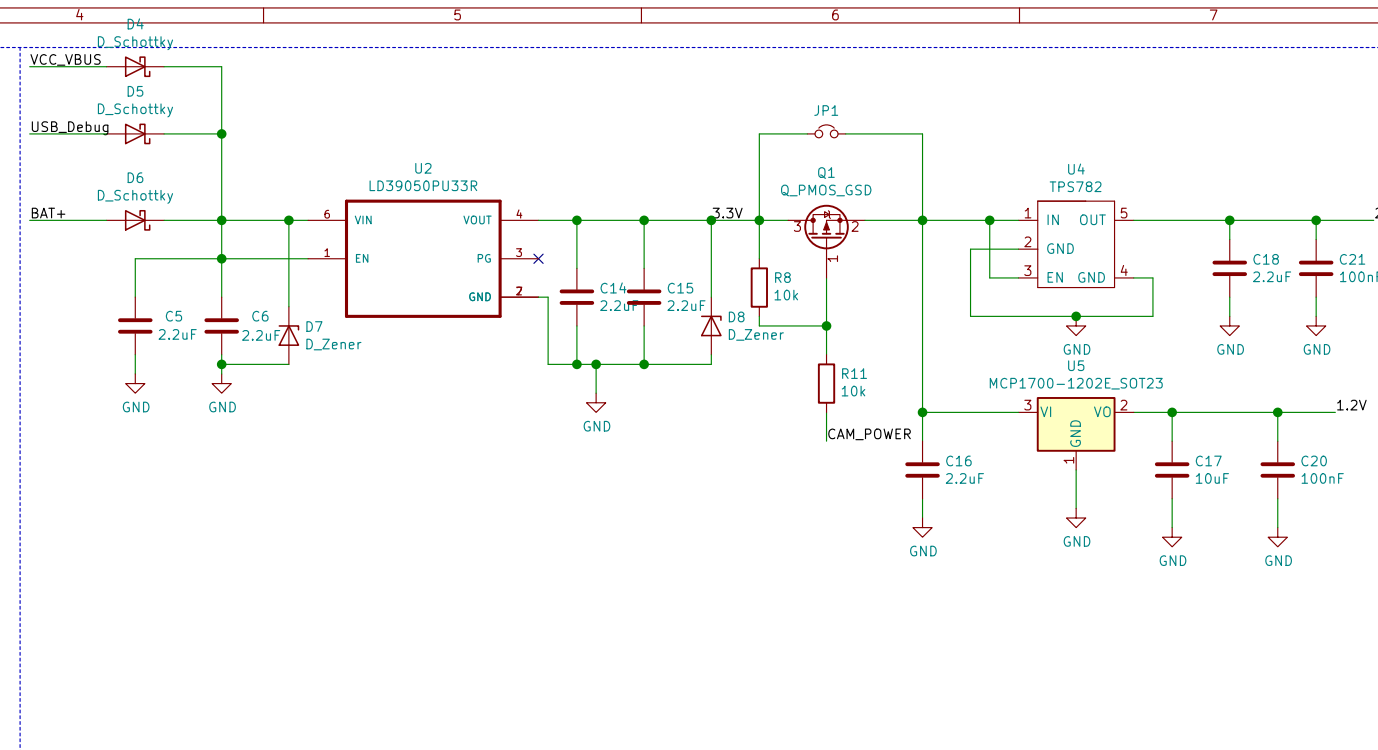 4
5
6
7
D4
D_Schottky
VCC_VBUS
D5
D_Schottky
USB_Debug
D6
D_Schottky
BAT+
U2
LD39050PU33R
6
VIN
VOUT
4
1
EN
PG
3
GND
2
C5
2.2uF
GND
C6
2.2uF
GND
D7
D_Zener
C14
2.2uF
C15
2.2uF
GND
3.3V
D8
D_Zener
JP1
Q1
Q_PMOS_GSD
3
2
1
R8
10k
R11
10k
CAM_POWER
U4
TPS782
1
IN
OUT
5
2
GND
3
EN
GND
4
GND
C18
2.2uF
GND
C21
100nF
GND
U5
MCP1700-1202E_SOT23
3
VI
VO
2
GND
1
GND
1.2V
C16
2.2uF
GND
C17
10uF
GND
C20
100nF
GND